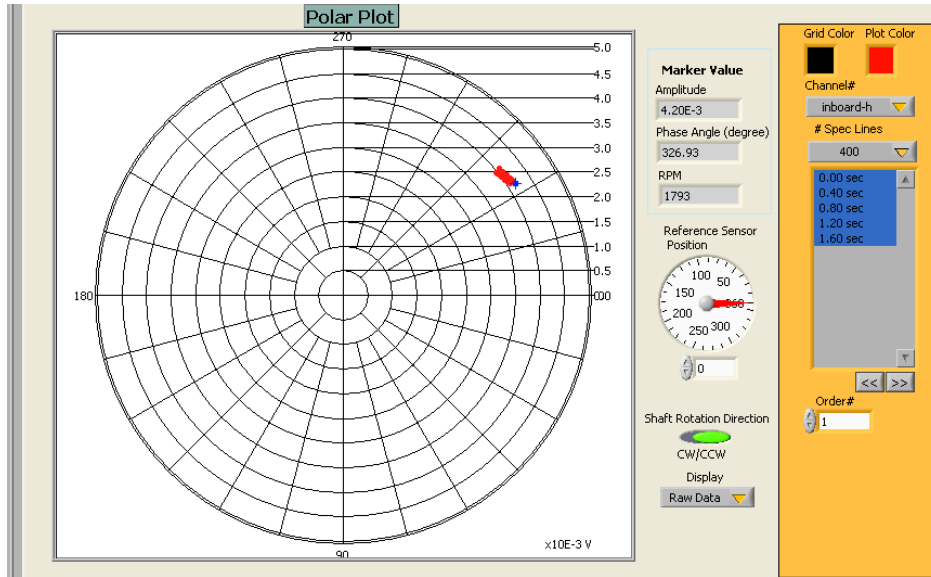 Polar Plot
270
5.0
4.5
4.0
3.5
3.0
2.5
2.0
1.5
1.0
0.5
180
90
x10E-3 V
Marker Value
Amplitude
4.20E-3
Phase Angle (degree)
326.93
RPM
1793
Reference Sensor
Position
100 50
150
200
250 300
0
Shaft Rotation Direction
CW/CCW
Display
Raw Data
Grid Color Plot Color
Channel#
inboard-h
# Spec Lines
400
0.00 sec
0.40 sec
0.80 sec
1.20 sec
1.60 sec
<< >>
Order#
1